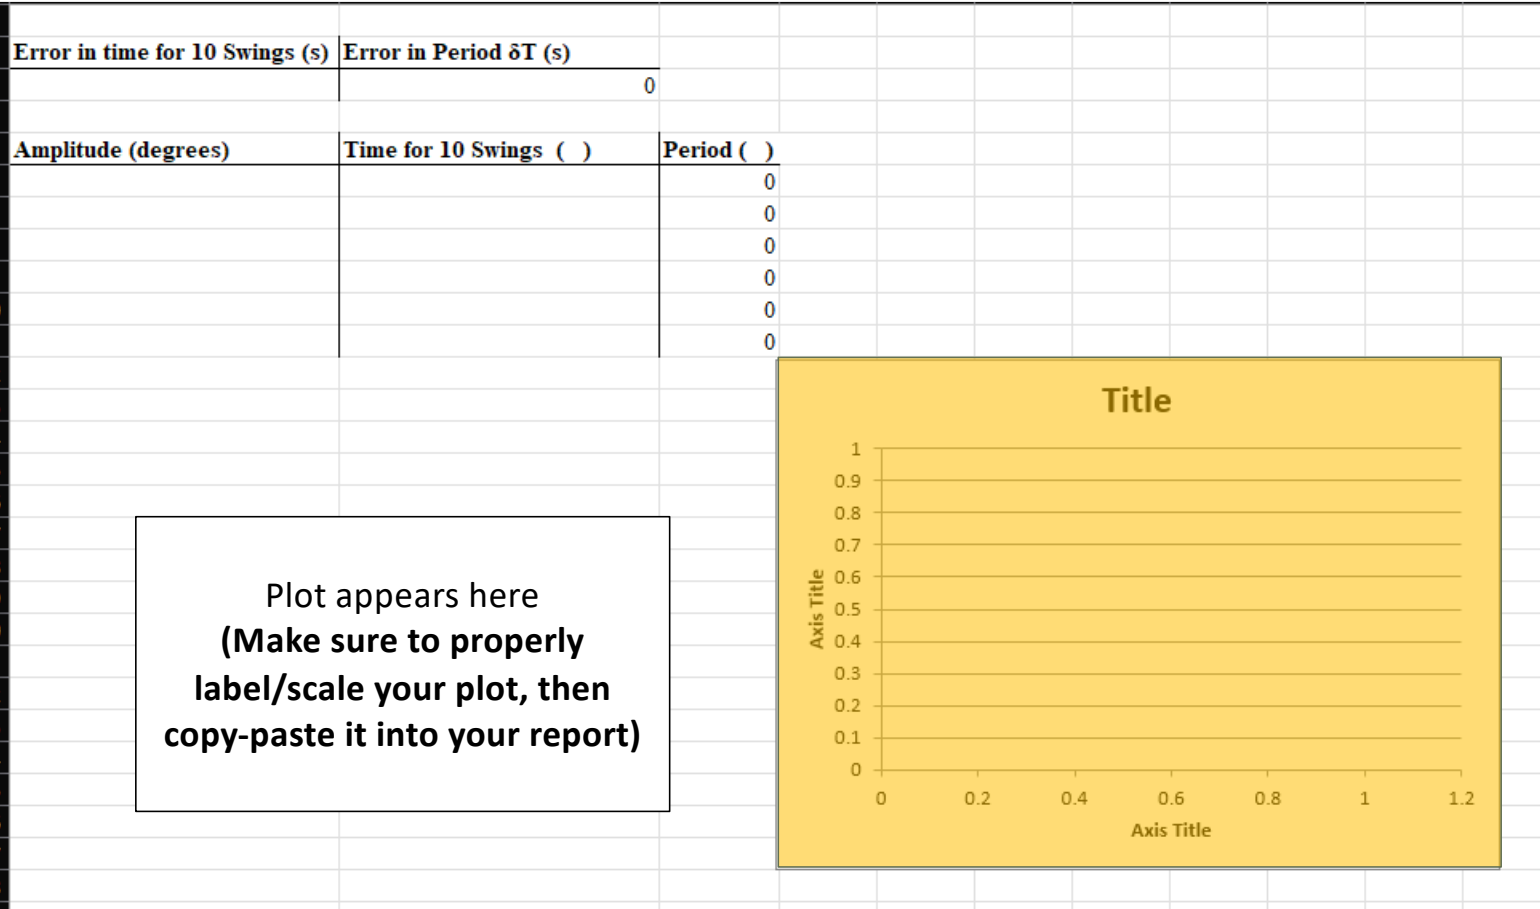 Error in time for 10 Swings (s) Error in Period δT (s)
0
Amplitude (degrees) Time for 10 Swings ( ) Period ( )
0
0
0
0
0
0
Title
1
0.9
0.8
0.7
0.6
0.5
0.4
0.3
0.2
0.1
0
Axis Title
0 0.2 0.4 0.6 0.8 1 1.2
Axis Title
Plot appears here
(Make sure to properly
label/scale your plot, then
copy-paste it into your report)